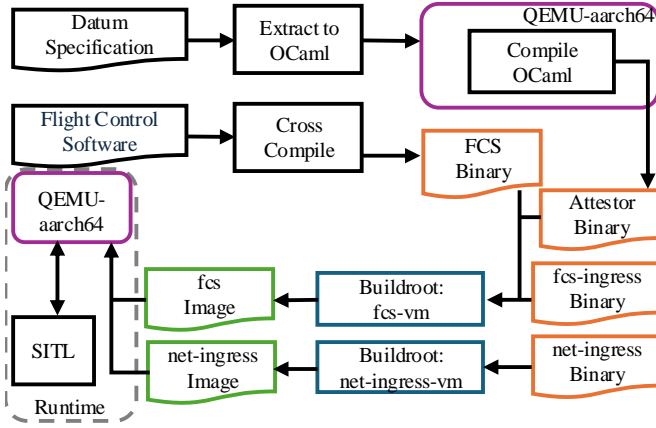 Datum
Specification
Extract to
OCaml
QEMU-aarch64
Compile
OCaml
Flight Control
Software
Cross
Compile
FCS
Binary
Attestor
Binary
QEMU-
aarch64
fcs
Image
Buildroot:
fcs-vm
fcs-ingress
Binary
SITL
net-ingress
Image
Buildroot:
net-ingress-vm
net-ingress
Binary
Runtime